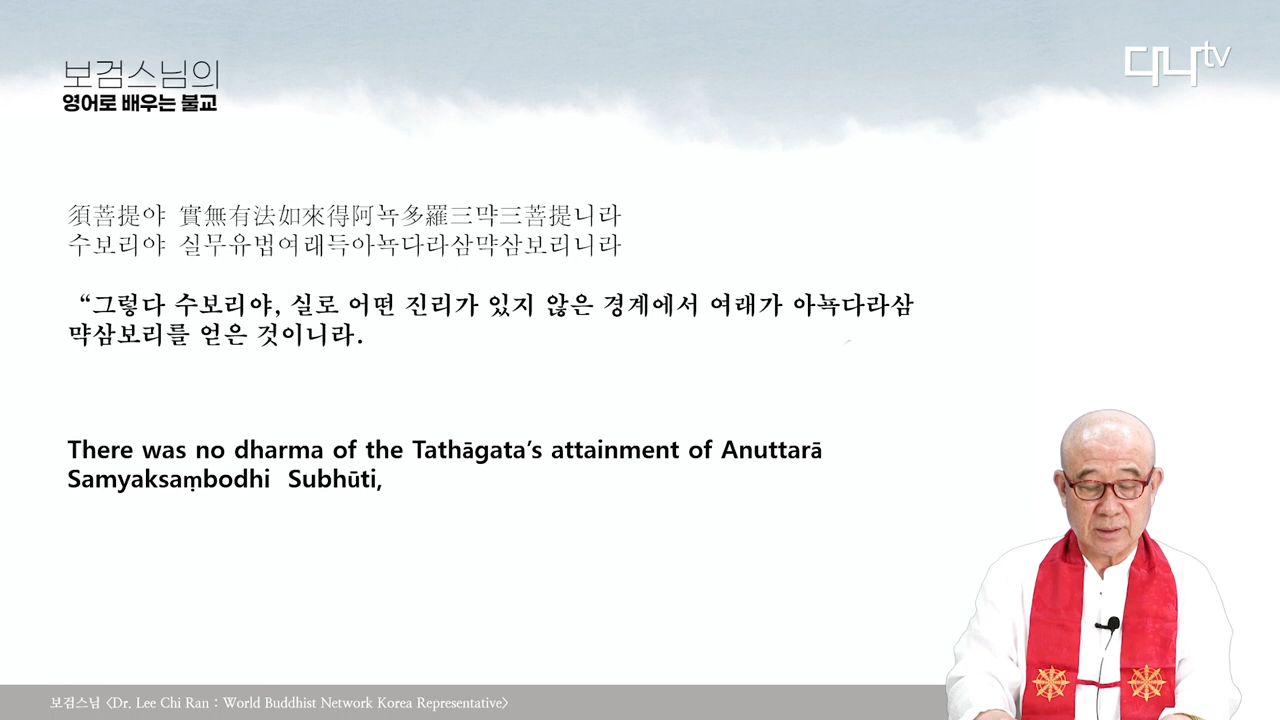 보검스님의
영어로 배우는 불교
다나tv
須菩提야 實無有法如來得阿뇩多羅三먁三菩提니라
수보리야 실무유법여래득아뇩다라삼먁삼보리니라
“그렇다 수보리야, 실로 어떤 진리가 있지 않은 경계에서 여래가 아뇩다라삼
먁삼보리를 얻은 것이니라.
There was no dharma of the Tathāgata’s attainment of Anuttarā
Samyaksaṃbodhi Subhūti,
보검스님 <Dr. Lee Chi Ran : World Buddhist Network Korea Representative>